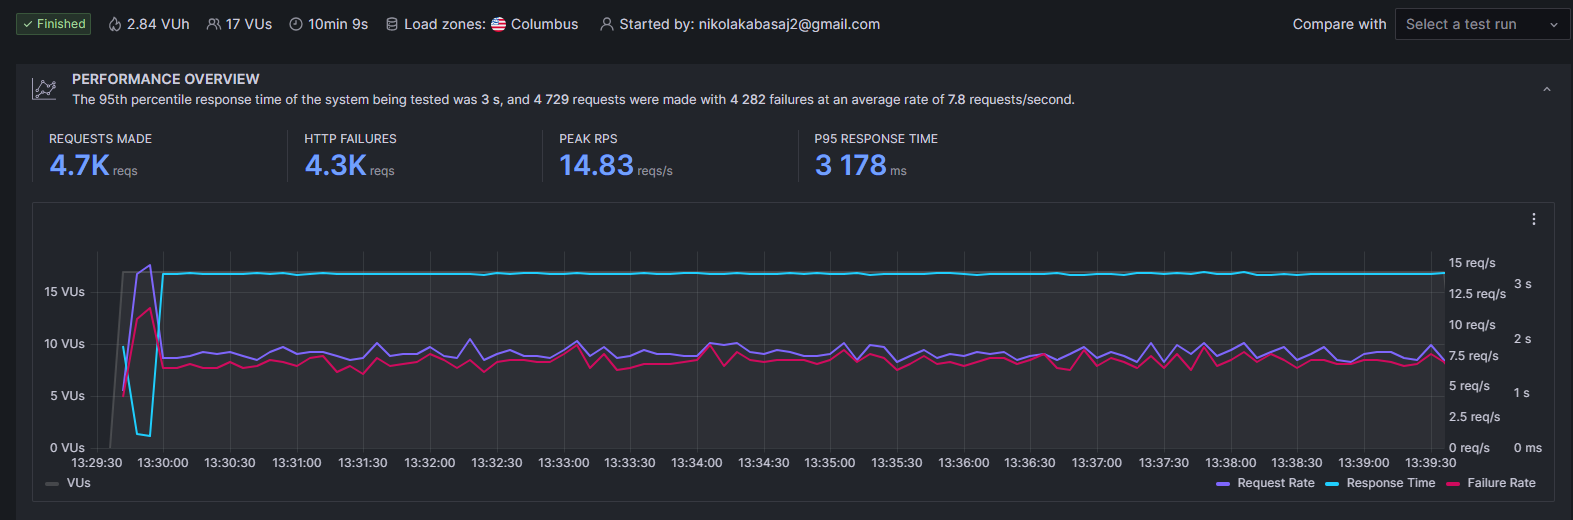 Finished 2.84 VUh 17 VUs 10min 9s Load zones: Columbus Started by: nikolakabasaj2@gmail.com Compare with Select a test run
PERFORMANCE OVERVIEW
The 95th percentile response time of the system being tested was 3 s, and 4 729 requests were made with 4 282 failures at an average rate of 7.8 requests/second.
REQUESTS MADE HTTP FAILURES PEAK RPS P95 RESPONSE TIME
4.7K reqs 4.3K reqs 14.83 reqs/s 3 178 ms
15 req/s
15 VUs 12.5 req/s 3 s
10 req/s
10 VUs 7.5 req/s 2 s
5 VUs 5 req/s 1 s
2.5 req/s
0 VUs 0 req/s 0 ms
13:29:30 13:30:00 13:30:30 13:31:00 13:31:30 13:32:00 13:32:30 13:33:00 13:33:30 13:34:00 13:34:30 13:35:00 13:35:30 13:36:00 13:36:30 13:37:00 13:37:30 13:38:00 13:38:30 13:39:00 13:39:30
VUs Request Rate Response Time Failure Rate